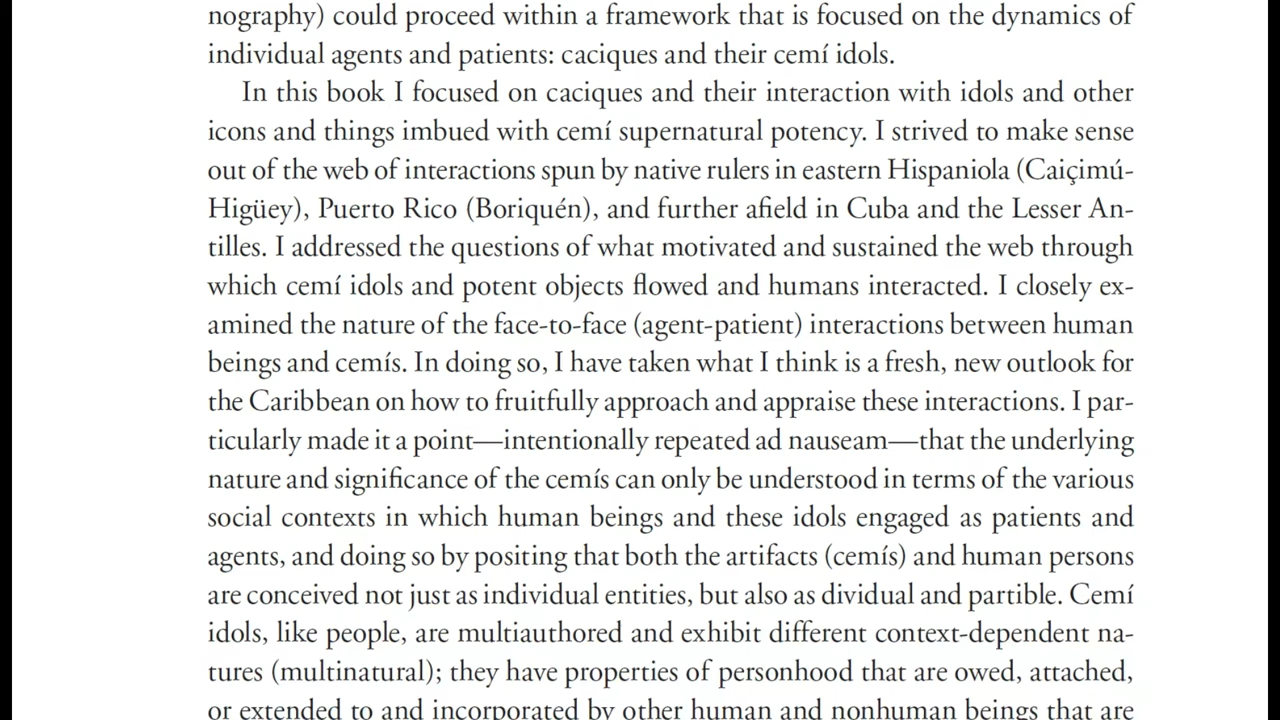 nography) could proceed within a framework that is focused on the dynamics of
individual agents and patients: caciques and their cemí idols.
In this book I focused on caciques and their interaction with idols and other
icons and things imbued with cemí supernatural potency. I strived to make sense
out of the web of interactions spun by native rulers in eastern Hispaniola (Caiçimú-
Higüey), Puerto Rico (Boriquén), and further afield in Cuba and the Lesser An-
tilles. I addressed the questions of what motivated and sustained the web through
which cemí idols and potent objects flowed and humans interacted. I closely ex-
amined the nature of the face-to-face (agent-patient) interactions between human
beings and cemís. In doing so, I have taken what I think is a fresh, new outlook for
the Caribbean on how to fruitfully approach and appraise these interactions. I par-
ticularly made it a point—intentionally repeated ad nauseam—that the underlying
nature and significance of the cemís can only be understood in terms of the various
social contexts in which human beings and these idols engaged as patients and
agents, and doing so by positing that both the artifacts (cemís) and human persons
are conceived not just as individual entities, but also as dividual and partible. Cemí
idols, like people, are multiauthored and exhibit different context-dependent na-
tures (multinatural); they have properties of personhood that are owed, attached,
or extended to and incorporated by other human and nonhuman beings that are